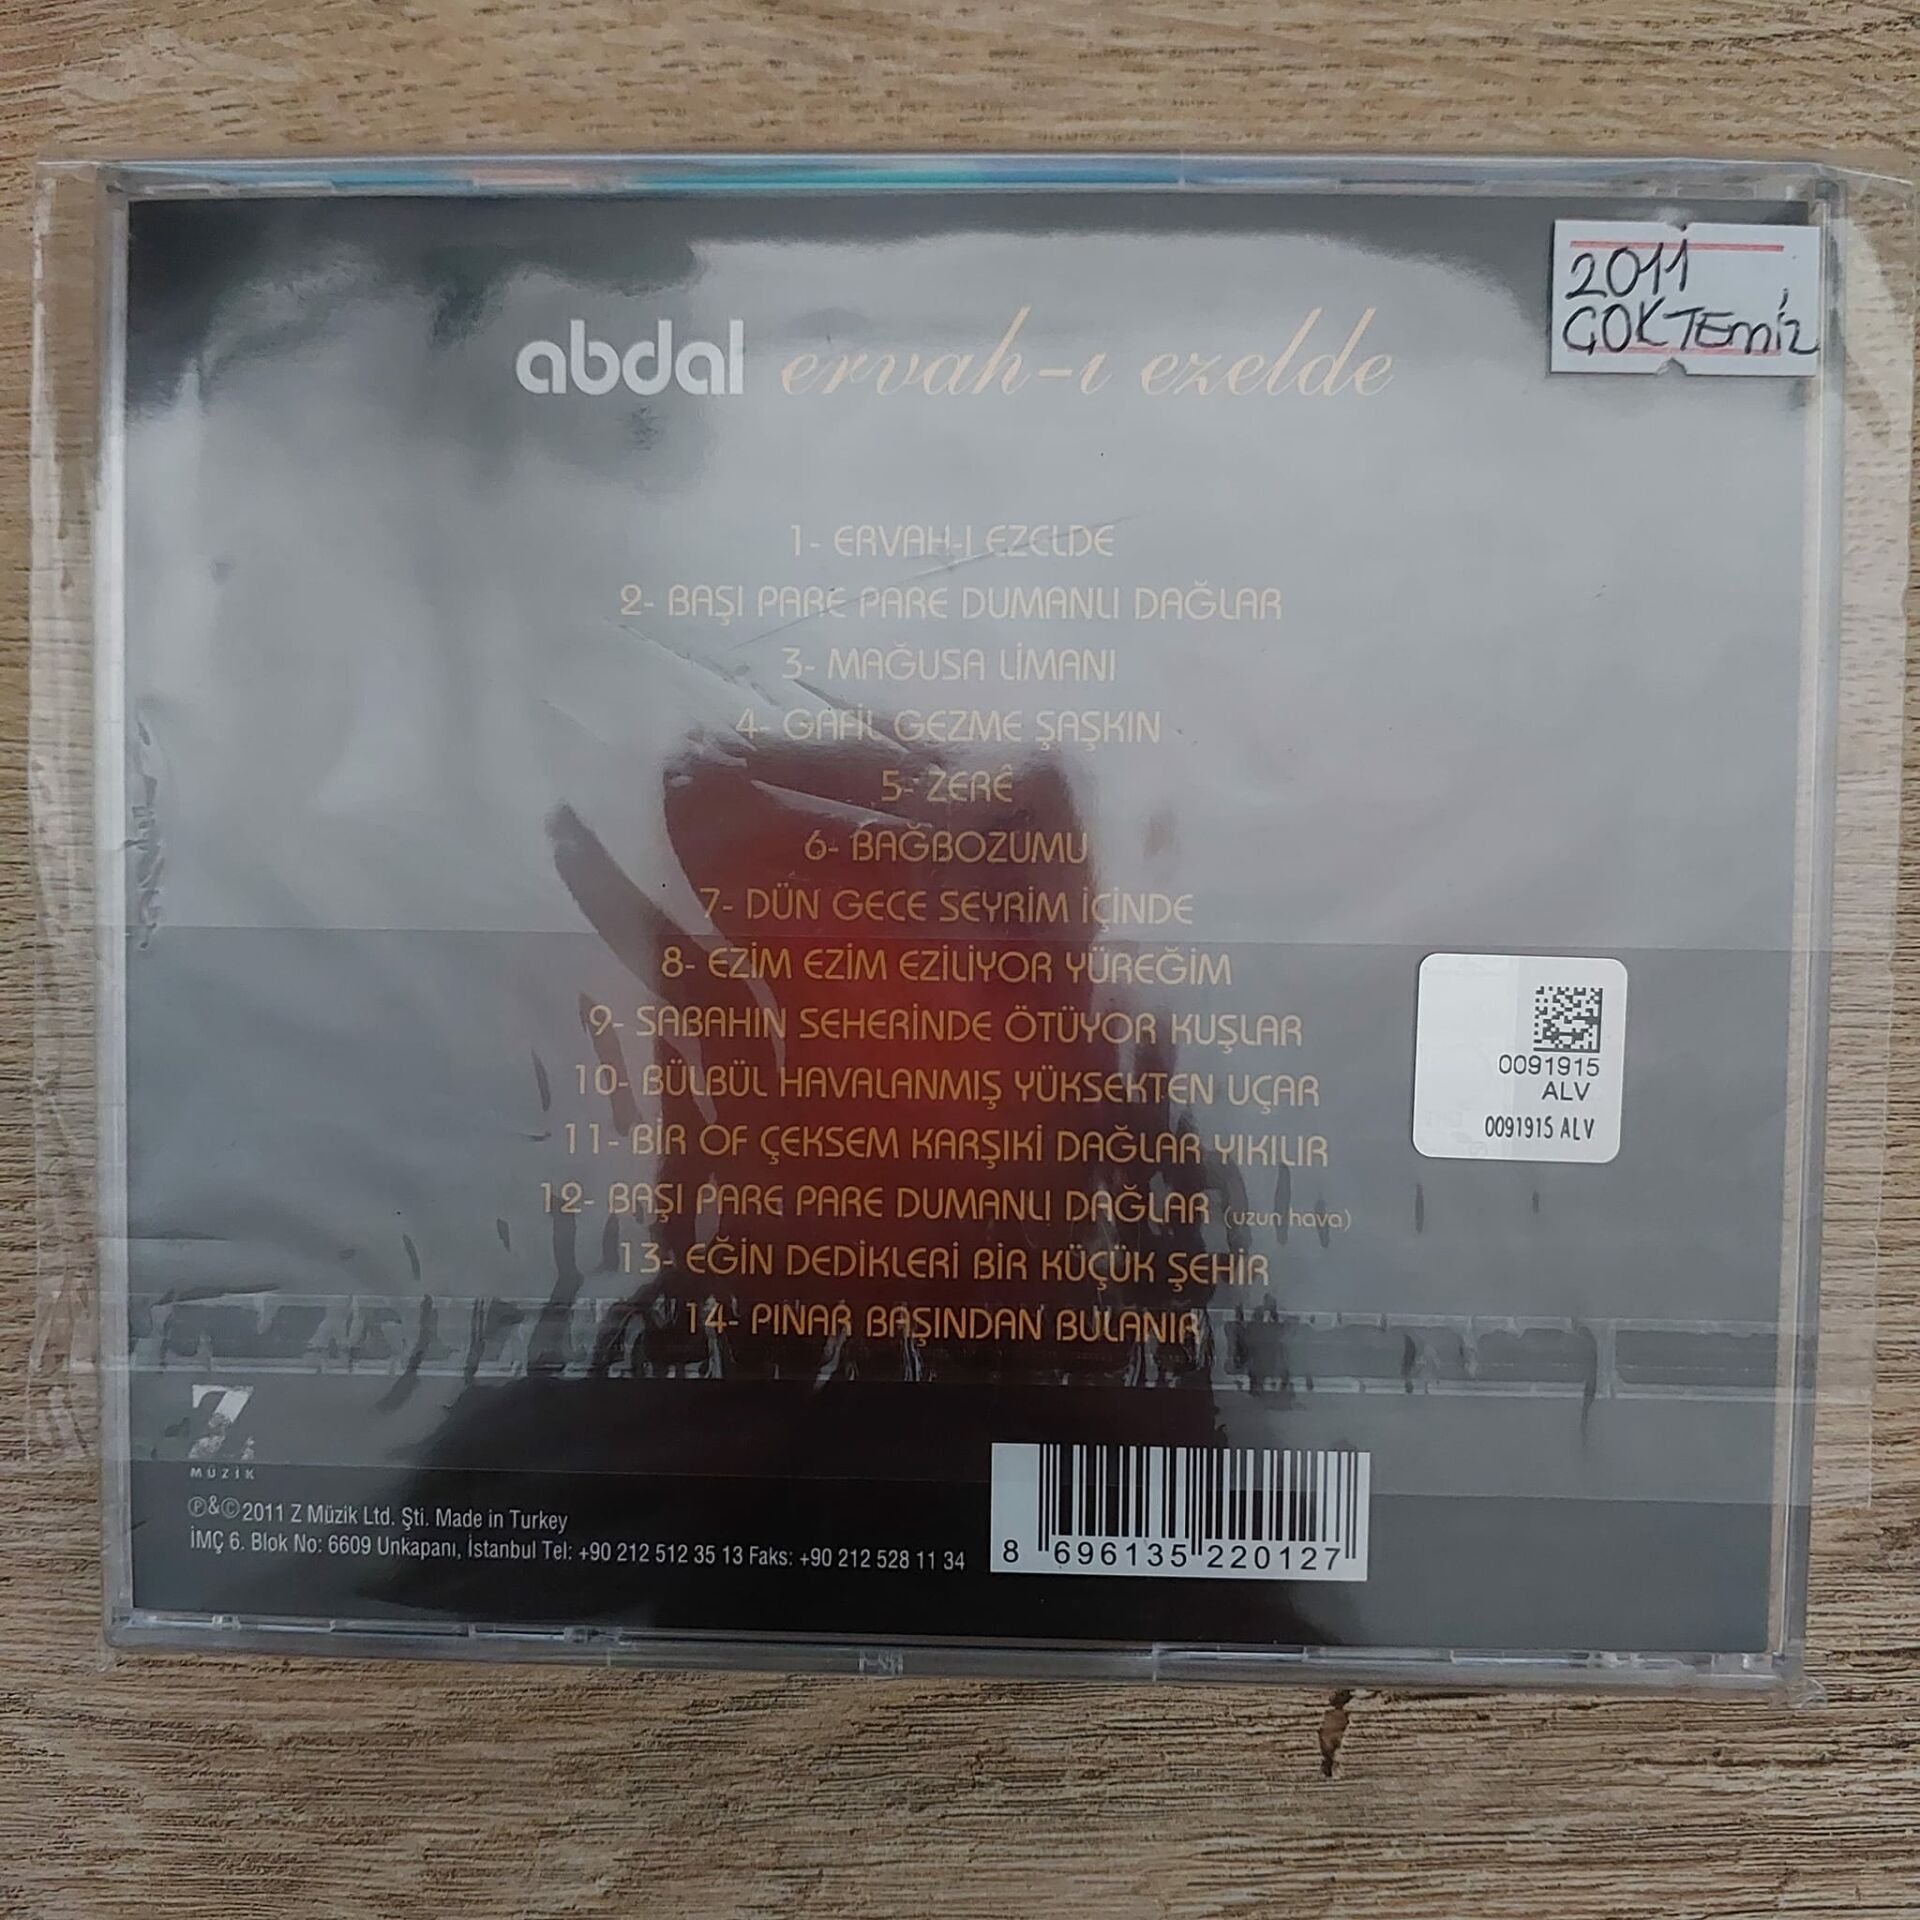 2011
ÇOK TEMİZ
abdal ervah-ı ezelde
1- ERVAH-I EZELDE
2- BAŞI PARE PARE DUMANLI DAĞLAR
3- MAĞUSA LİMANI
4- GAFİL GEZME ŞAŞKIN
5- ZERÊ
6- BAĞBOZUMU
7- DÜN GECE SEYRİM İÇİNDE
8- EZİM EZİM EZİLİYOR YÜREĞİM
9- SABAHIN SEHERİNDE ÖTÜYOR KUŞLAR
10- BÜLBÜL HAVALANMIŞ YÜKSEKTEN UÇAR
11- BİR OF ÇEKSEM KARŞIKİ DAĞLAR YIKILIR
12- BAŞI PARE PARE DUMANLI DAĞLAR (uzun hava)
13- EĞİN DEDİKLERİ BİR KÜÇÜK ŞEHİR
14- PINAR BAŞINDAN BULANIR
0091915
ALV
0091915 ALV
Z
MÜZİK
℗&©2011 Z Müzik Ltd. Şti. Made in Turkey
İMÇ 6. Blok No: 6609 Unkapanı, İstanbul Tel: +90 212 512 35 13 Faks: +90 212 528 11 34
8 696135 220127